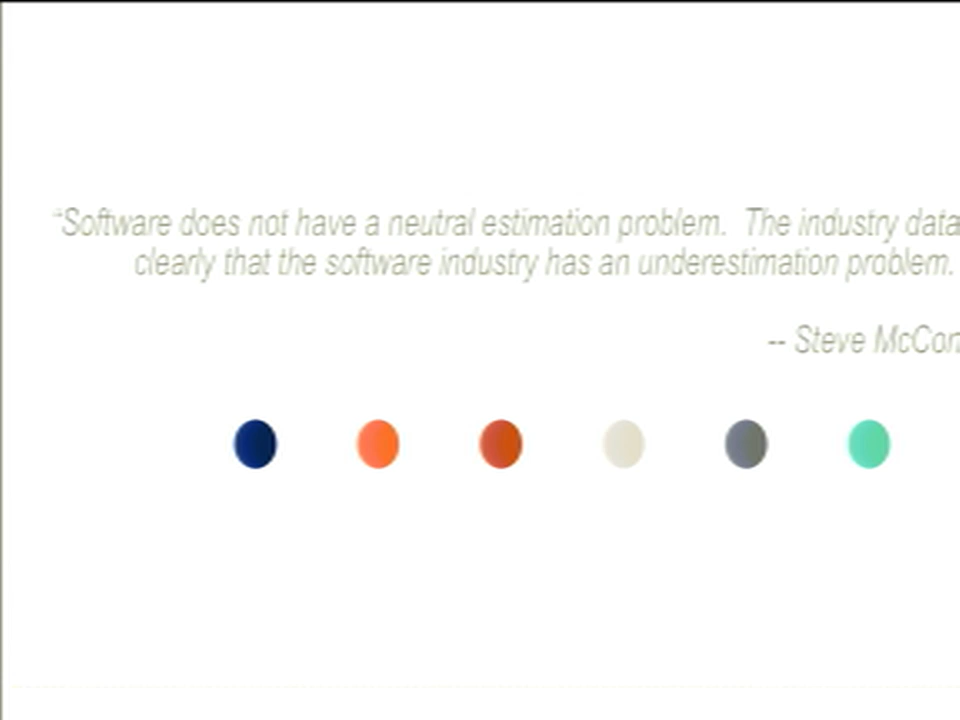 “Software does not have a neutral estimation problem.  The industry data
clearly that the software industry has an underestimation problem.
-- Steve McCon